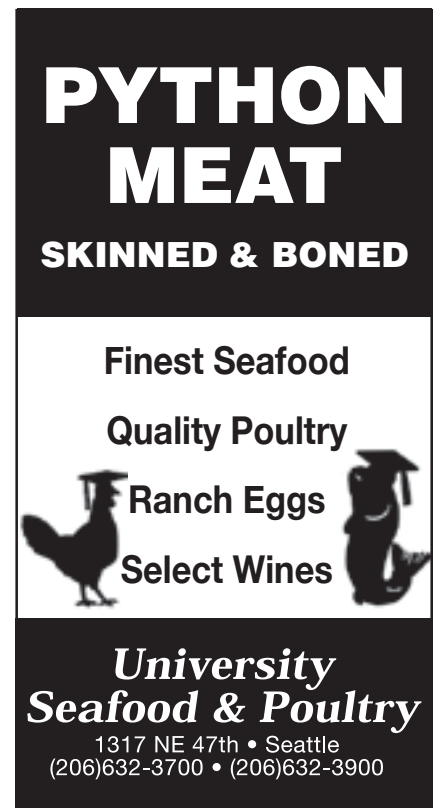 PYTHON
MEAT
SKINNED & BONED
Finest Seafood
Quality Poultry
Ranch Eggs
Select Wines
University
Seafood & Poultry
1317 NE 47th • Seattle
(206)632-3700 • (206)632-3900